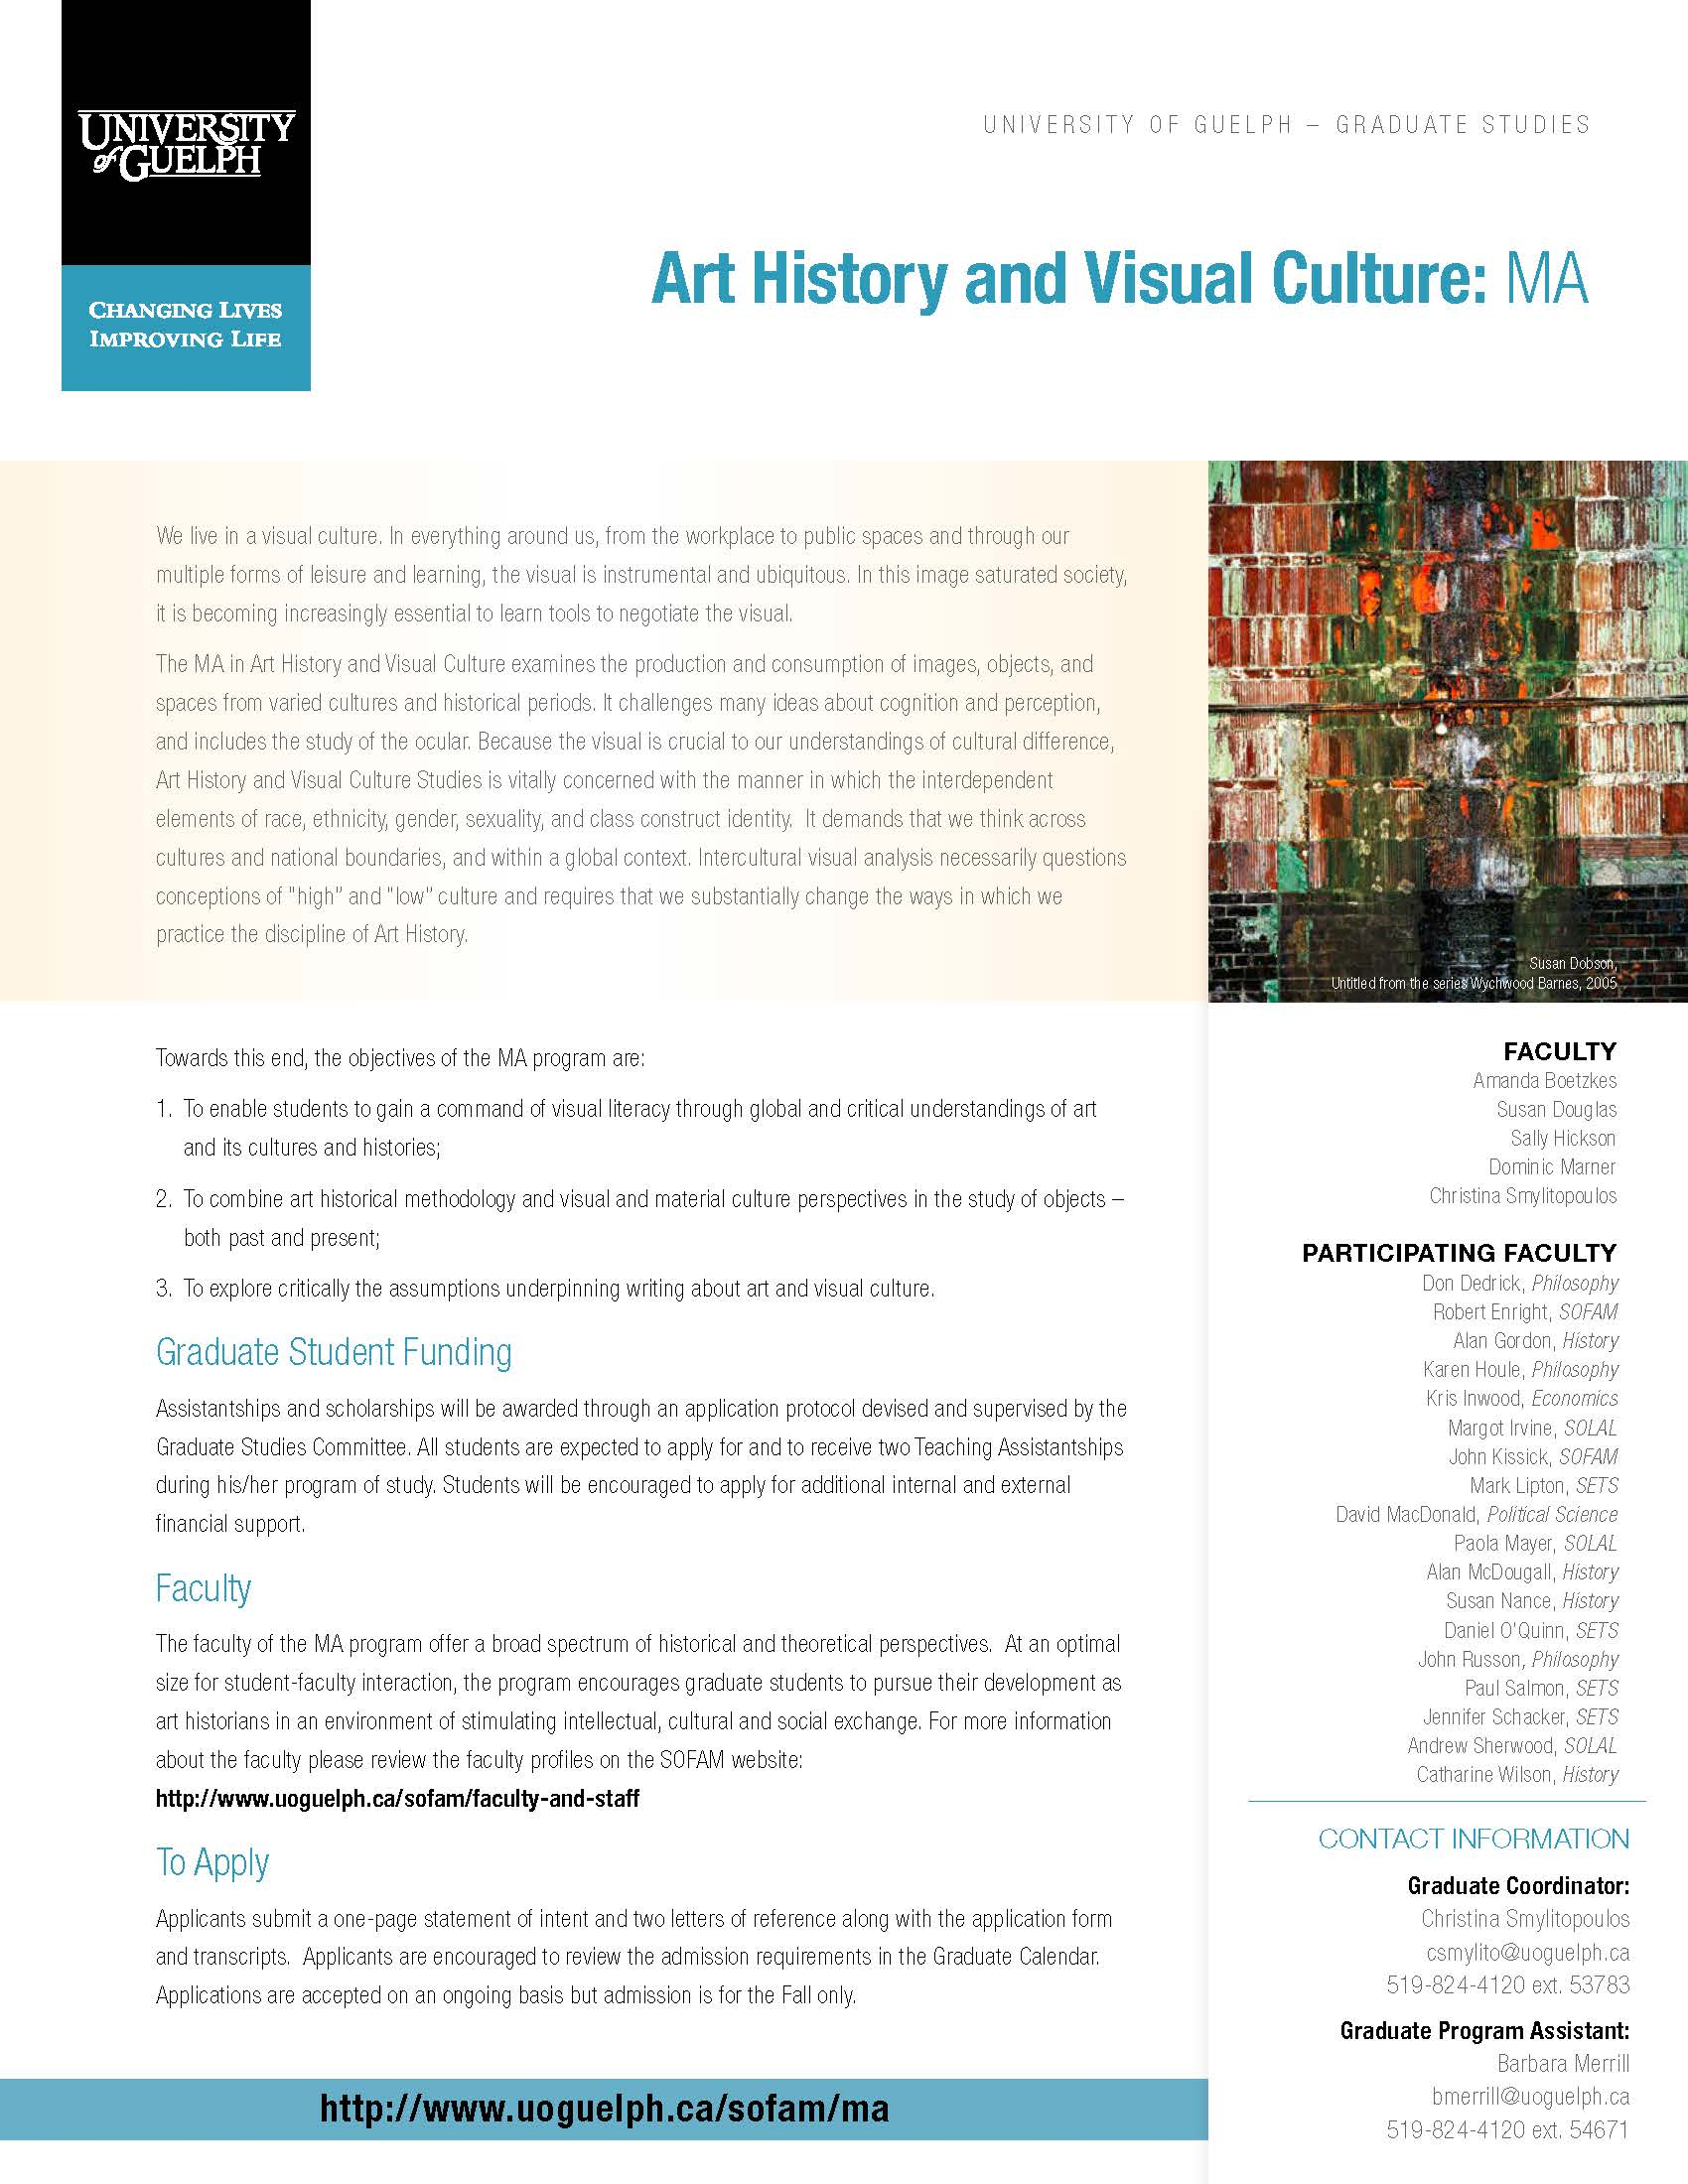 UNIVERSITY
of GUELPH
CHANGING LIVES
IMPROVING LIFE
UNIVERSITY OF GUELPH – GRADUATE STUDIES
Art History and Visual Culture: MA
We live in a visual culture. In everything around us, from the workplace to public spaces and through our
multiple forms of leisure and learning, the visual is instrumental and ubiquitous. In this image saturated society,
it is becoming increasingly essential to learn tools to negotiate the visual.
The MA in Art History and Visual Culture examines the production and consumption of images, objects, and
spaces from varied cultures and historical periods. It challenges many ideas about cognition and perception,
and includes the study of the ocular. Because the visual is crucial to our understandings of cultural difference,
Art History and Visual Culture Studies is vitally concerned with the manner in which the interdependent
elements of race, ethnicity, gender, sexuality, and class construct identity.  It demands that we think across
cultures and national boundaries, and within a global context. Intercultural visual analysis necessarily questions
conceptions of "high" and "low" culture and requires that we substantially change the ways in which we
practice the discipline of Art History.
Susan Dobson,
Untitled from the series Wychwood Barnes, 2005
Towards this end, the objectives of the MA program are:
1. To enable students to gain a command of visual literacy through global and critical understandings of art
and its cultures and histories;
2. To combine art historical methodology and visual and material culture perspectives in the study of objects –
both past and present;
3. To explore critically the assumptions underpinning writing about art and visual culture.
Graduate Student Funding
Assistantships and scholarships will be awarded through an application protocol devised and supervised by the
Graduate Studies Committee. All students are expected to apply for and to receive two Teaching Assistantships
during his/her program of study. Students will be encouraged to apply for additional internal and external
financial support.
Faculty
The faculty of the MA program offer a broad spectrum of historical and theoretical perspectives.  At an optimal
size for student-faculty interaction, the program encourages graduate students to pursue their development as
art historians in an environment of stimulating intellectual, cultural and social exchange. For more information
about the faculty please review the faculty profiles on the SOFAM website:
http://www.uoguelph.ca/sofam/faculty-and-staff
To Apply
Applicants submit a one-page statement of intent and two letters of reference along with the application form
and transcripts.  Applicants are encouraged to review the admission requirements in the Graduate Calendar.
Applications are accepted on an ongoing basis but admission is for the Fall only.
http://www.uoguelph.ca/sofam/ma
FACULTY
Amanda Boetzkes
Susan Douglas
Sally Hickson
Dominic Marner
Christina Smylitopoulos
PARTICIPATING FACULTY
Don Dedrick, Philosophy
Robert Enright, SOFAM
Alan Gordon, History
Karen Houle, Philosophy
Kris Inwood, Economics
Margot Irvine, SOLAL
John Kissick, SOFAM
Mark Lipton, SETS
David MacDonald, Political Science
Paola Mayer, SOLAL
Alan McDougall, History
Susan Nance, History
Daniel O'Quinn, SETS
John Russon, Philosophy
Paul Salmon, SETS
Jennifer Schacker, SETS
Andrew Sherwood, SOLAL
Catharine Wilson, History
CONTACT INFORMATION
Graduate Coordinator:
Christina Smylitopoulos
csmylito@uoguelph.ca
519-824-4120 ext. 53783
Graduate Program Assistant:
Barbara Merrill
bmerrill@uoguelph.ca
519-824-4120 ext. 54671